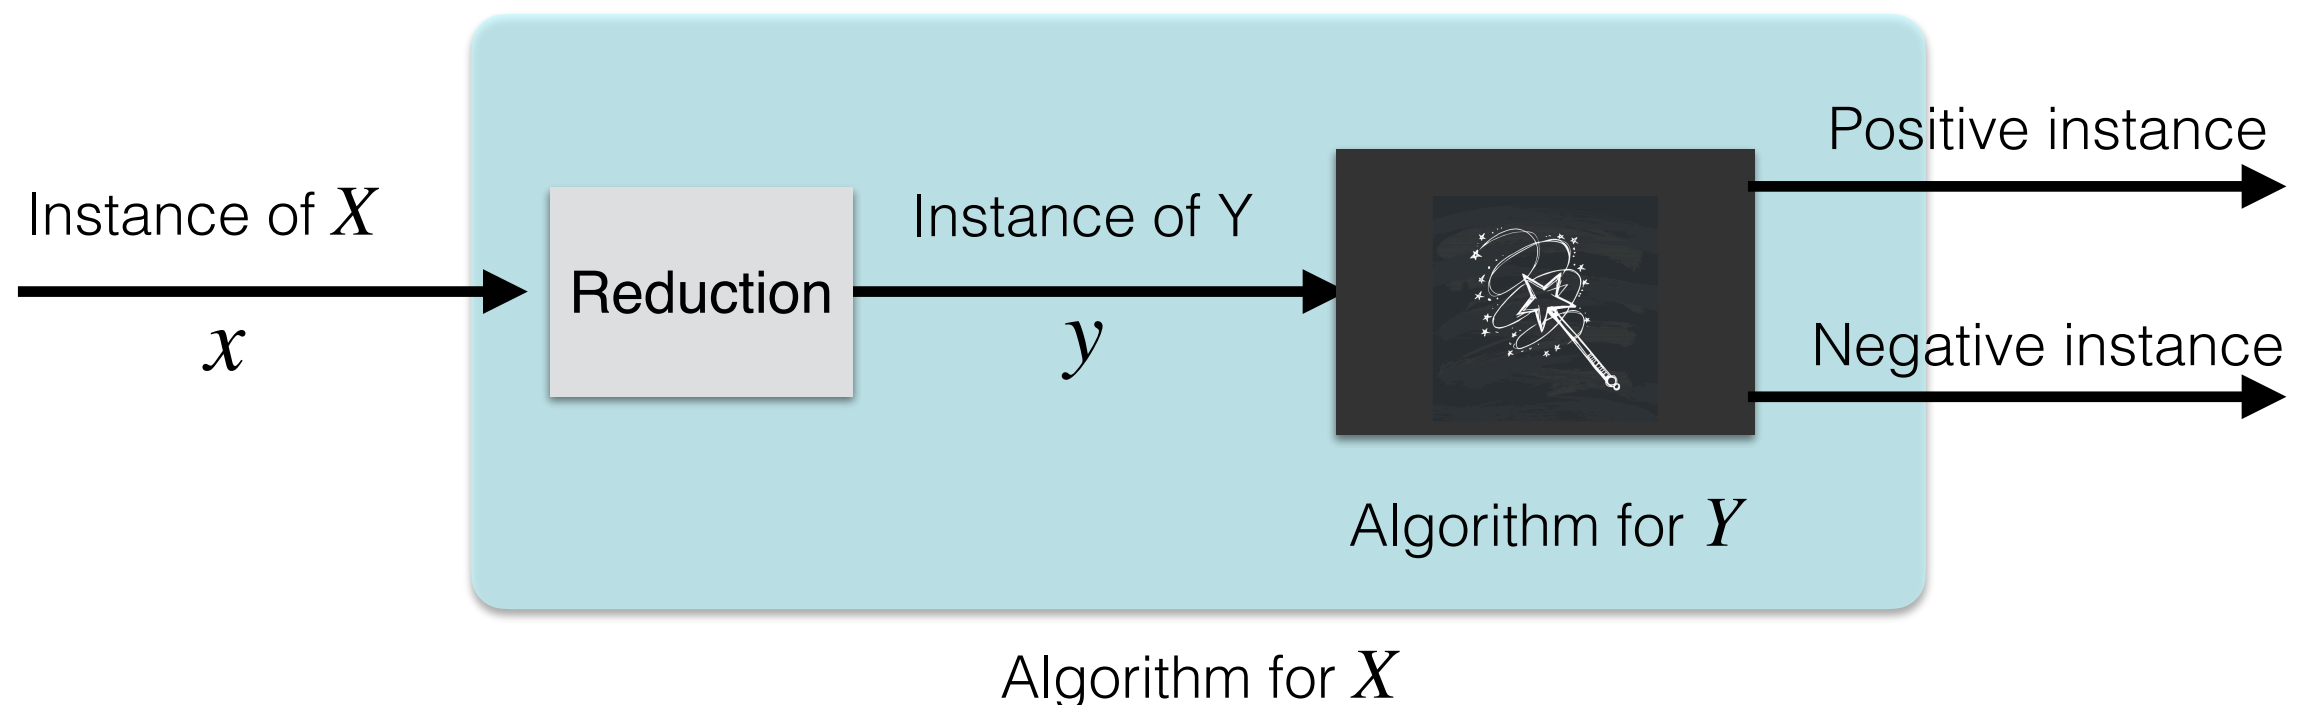 Positive instance
Instance of X
Instance of Y
Reduction
x
y
Negative instance
Algorithm for Y
Algorithm for X